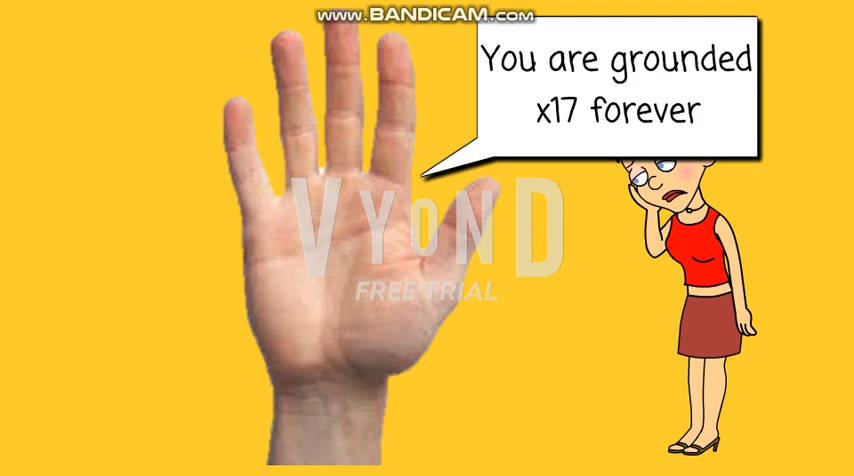 www.BANDICAM.com
You are grounded
x17 forever
VYOND
FREE TRIAL